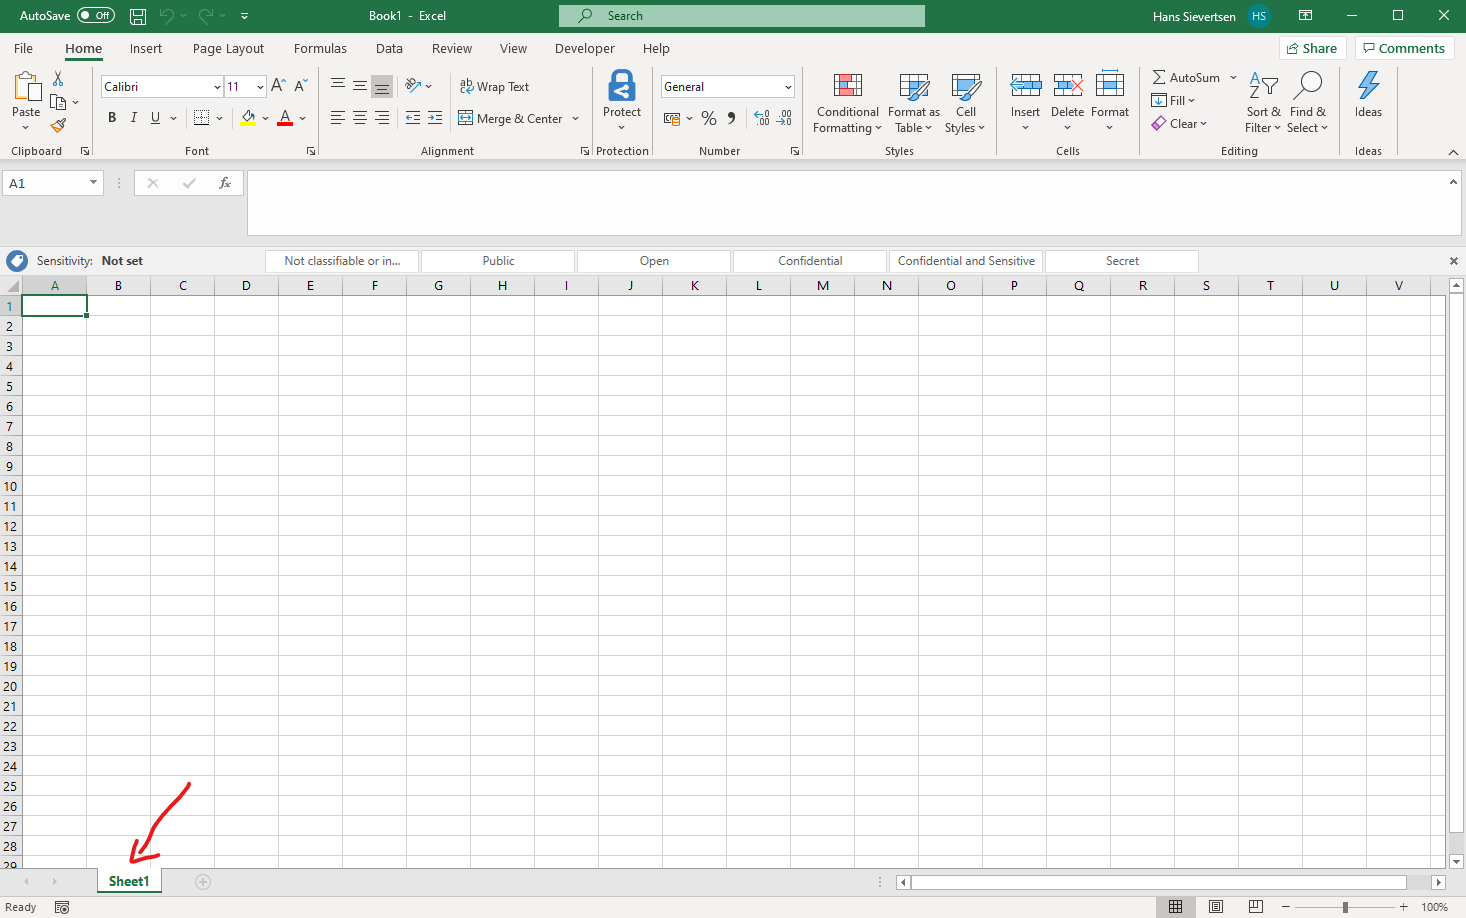 AutoSave Off Book1 - Excel Search Hans Sievertsen HS
File Home Insert Page Layout Formulas Data Review View Developer Help Share Comments
Calibri 11 A A ab Wrap Text General AutoSum A Z
Paste Protect Conditional Formatting Format as Table Cell Styles Insert Delete Format Fill Sort & Filter Find & Select Ideas
B I U A Merge & Center % , .00 .0 Clear
Clipboard Font Alignment Protection Number Styles Cells Editing Ideas
A1 fx
Sensitivity: Not set Not classifiable or in... Public Open Confidential Confidential and Sensitive Secret
A B C D E F G H I J K L M N O P Q R S T U V
1
2
3
4
5
6
7
8
9
10
11
12
13
14
15
16
17
18
19
20
21
22
23
24
25
26
27
28
29
Sheet1
Ready 100%